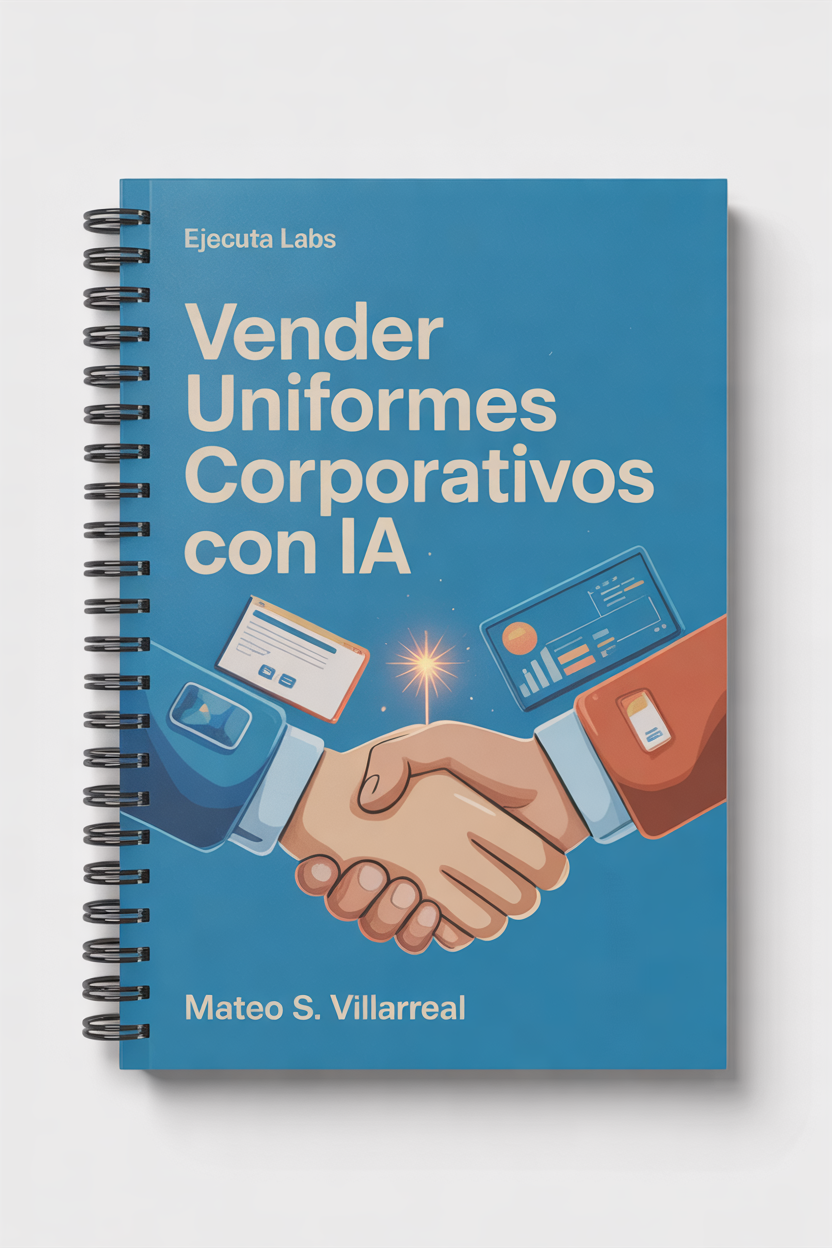 Ejecuta Labs
Vender
Uniformes
Corporativos
con IA
Mateo S. Villarreal